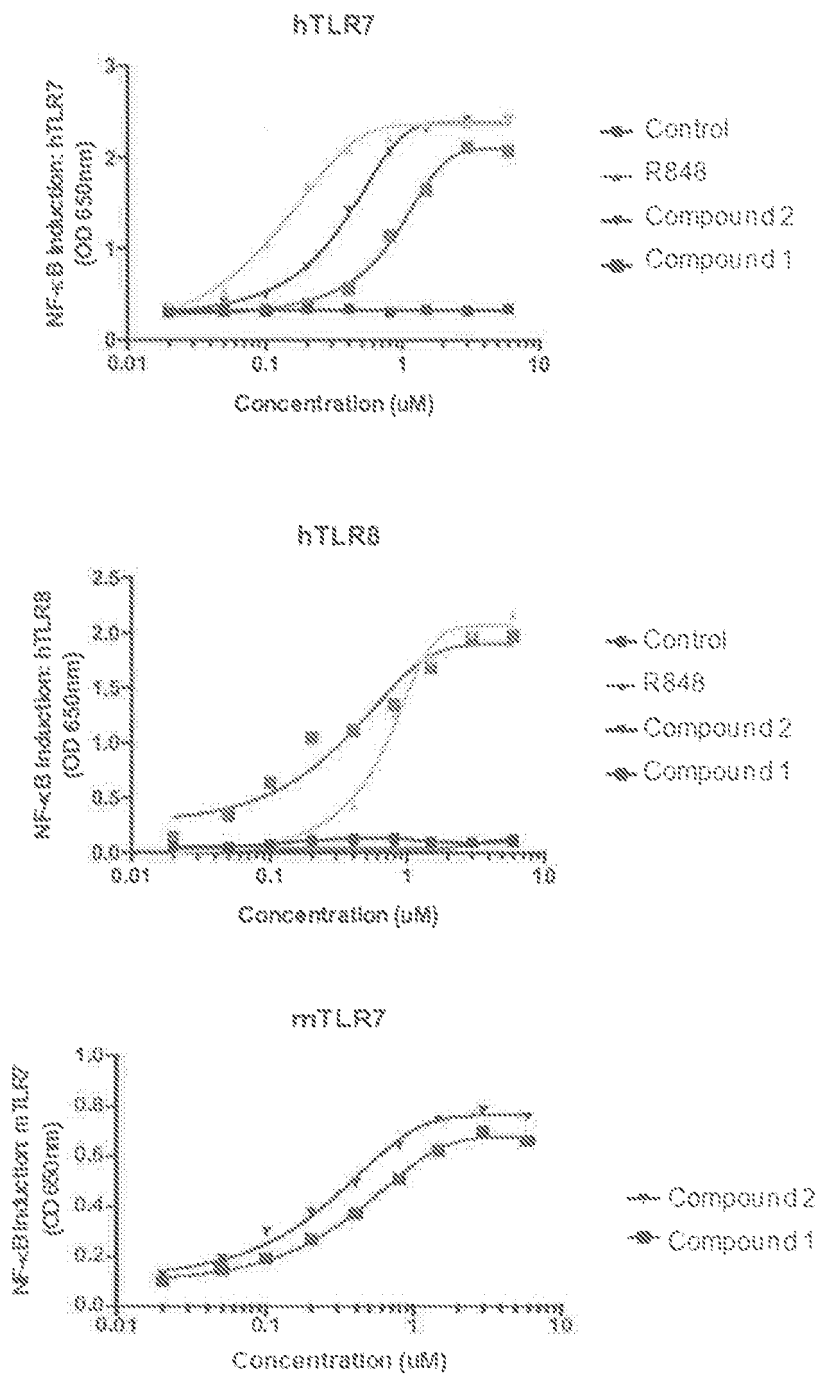 hTLR7
NF-κB Induction: hTLR7
(OD 650nm)
3
2
1
0
0.01
0.1
1
10
Concentration (uM)
Control
R848
Compound 2
Compound 1
hTLR8
NF-κB Induction: hTLR8
(OD 650nm)
2.5
2.0
1.5
1.0
0.5
0.0
0.01
0.1
1
10
Concentration (uM)
Control
R848
Compound 2
Compound 1
mTLR7
NF-κB Induction: mTLR7
(OD 650nm)
1.0
0.8
0.6
0.4
0.2
0.0
0.01
0.1
1
10
Concentration (uM)
Compound 2
Compound 1